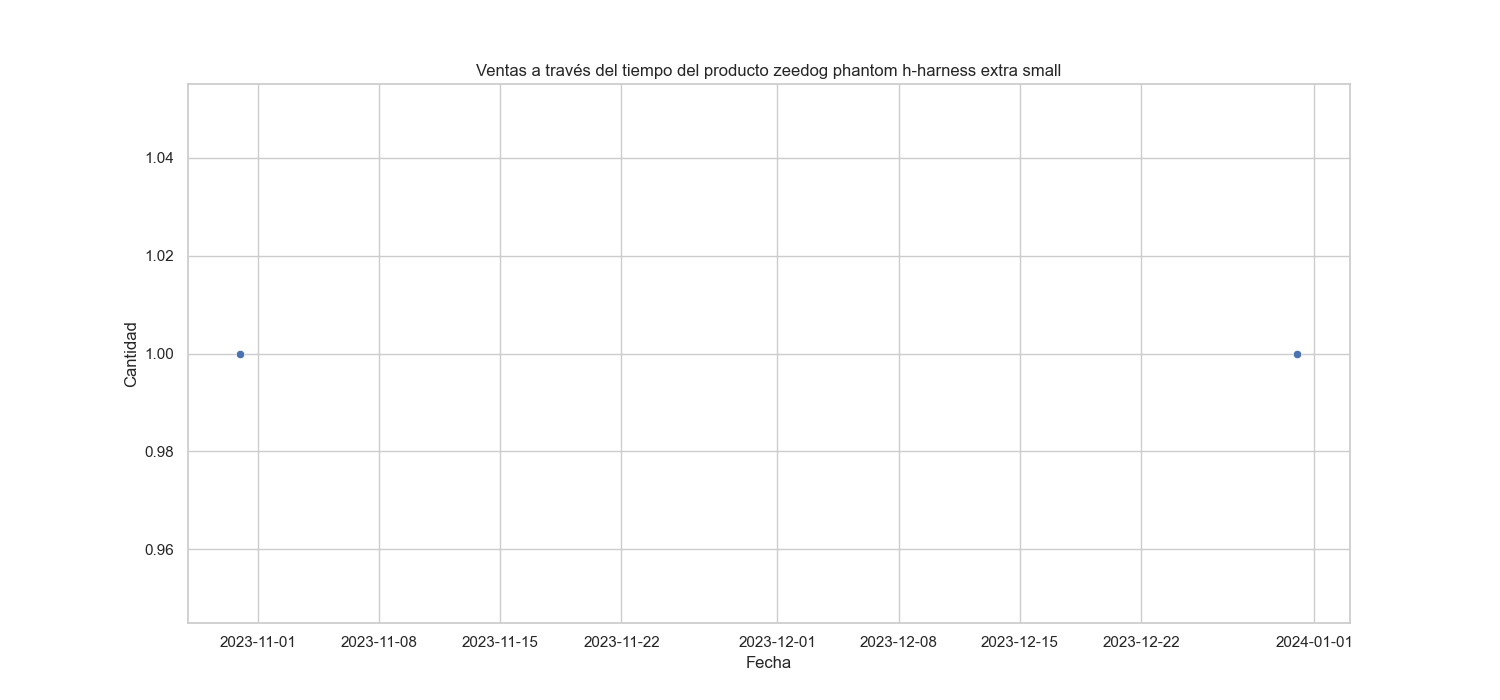 Ventas a través del tiempo del producto zeedog phantom h-harness extra small
1.04
1.02
1.00
0.98
0.96
Cantidad
2023-11-01 2023-11-08 2023-11-15 2023-11-22 2023-12-01 2023-12-08 2023-12-15 2023-12-22 2024-01-01
Fecha